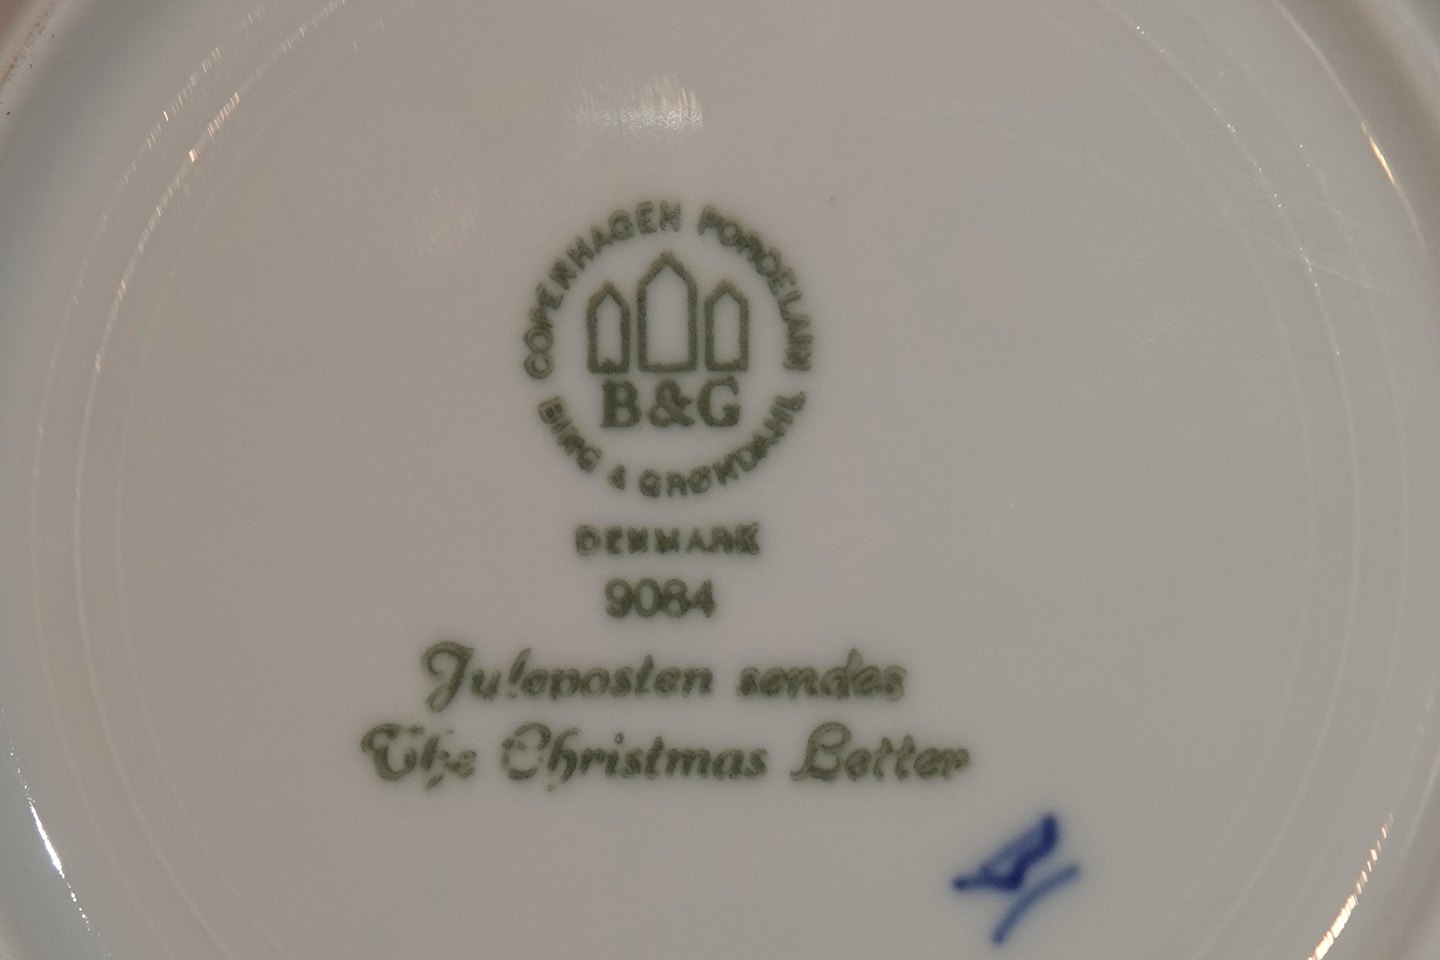 COPENHAGEN PORCELAIN
B&G
BING & GRØNDAHL
DENMARK
9084
Juleposten sendes
The Christmas Letter